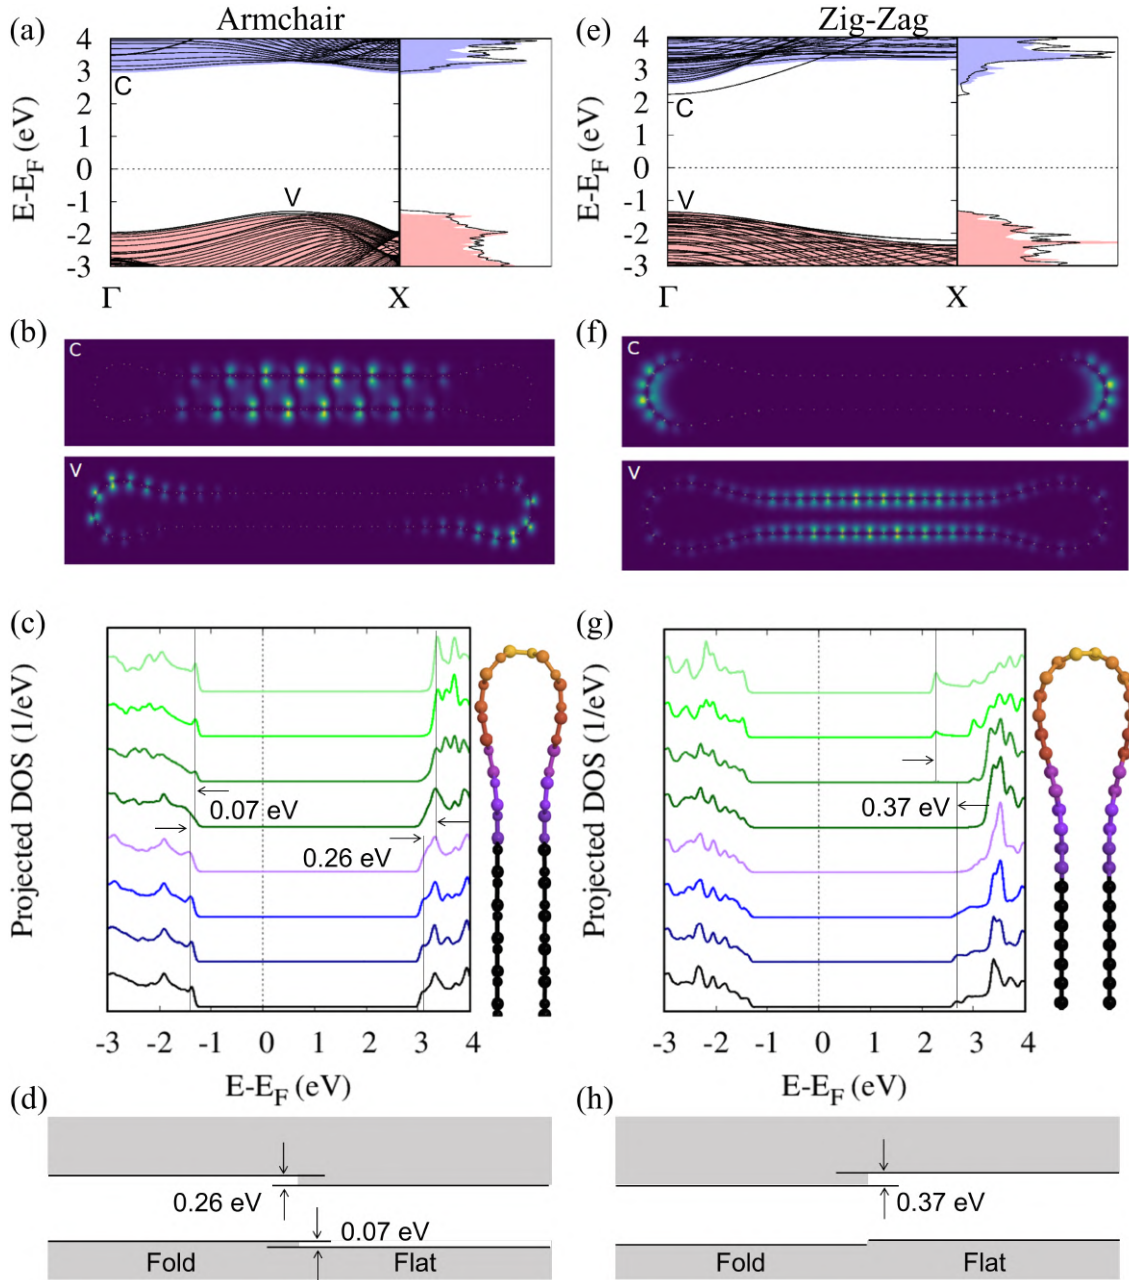 Armchair
Zig-Zag
(a)
4
3
2
1
0
-1
-2
-3
E-E_F (eV)
C
V
Γ
X
(e)
4
3
2
1
0
-1
-2
-3
E-E_F (eV)
C
V
Γ
X
(b)
C
V
(f)
C
V
(c)
Projected DOS (1/eV)
0.07 eV
0.26 eV
-3 -2 -1 0 1 2 3 4
E-E_F (eV)
(g)
Projected DOS (1/eV)
0.37 eV
-3 -2 -1 0 1 2 3 4
E-E_F (eV)
(d)
0.26 eV
0.07 eV
Fold
Flat
(h)
0.37 eV
Fold
Flat